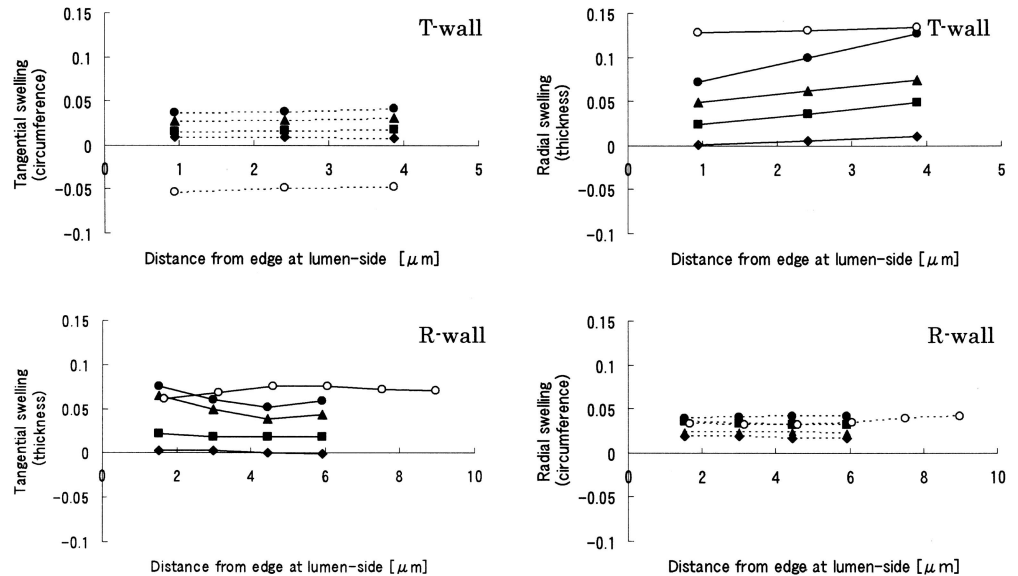 0.15
0.1
0.05
0
-0.05
-0.1
0 1 2 3 4 5
T-wall
Tangential swelling
(circumference)
Distance from edge at lumen-side [μm]
0.15
0.1
0.05
0
-0.05
-0.1
0 1 2 3 4 5
T-wall
Radial swelling
(thickness)
Distance from edge at lumen-side [μm]
0.15
0.1
0.05
0
-0.05
-0.1
0 2 4 6 8 10
R-wall
Tangential swelling
(thickness)
Distance from edge at lumen-side [μm]
0.15
0.1
0.05
0
-0.05
-0.1
0 2 4 6 8 10
R-wall
Radial swelling
(circumference)
Distance from edge at lumen-side [μm]